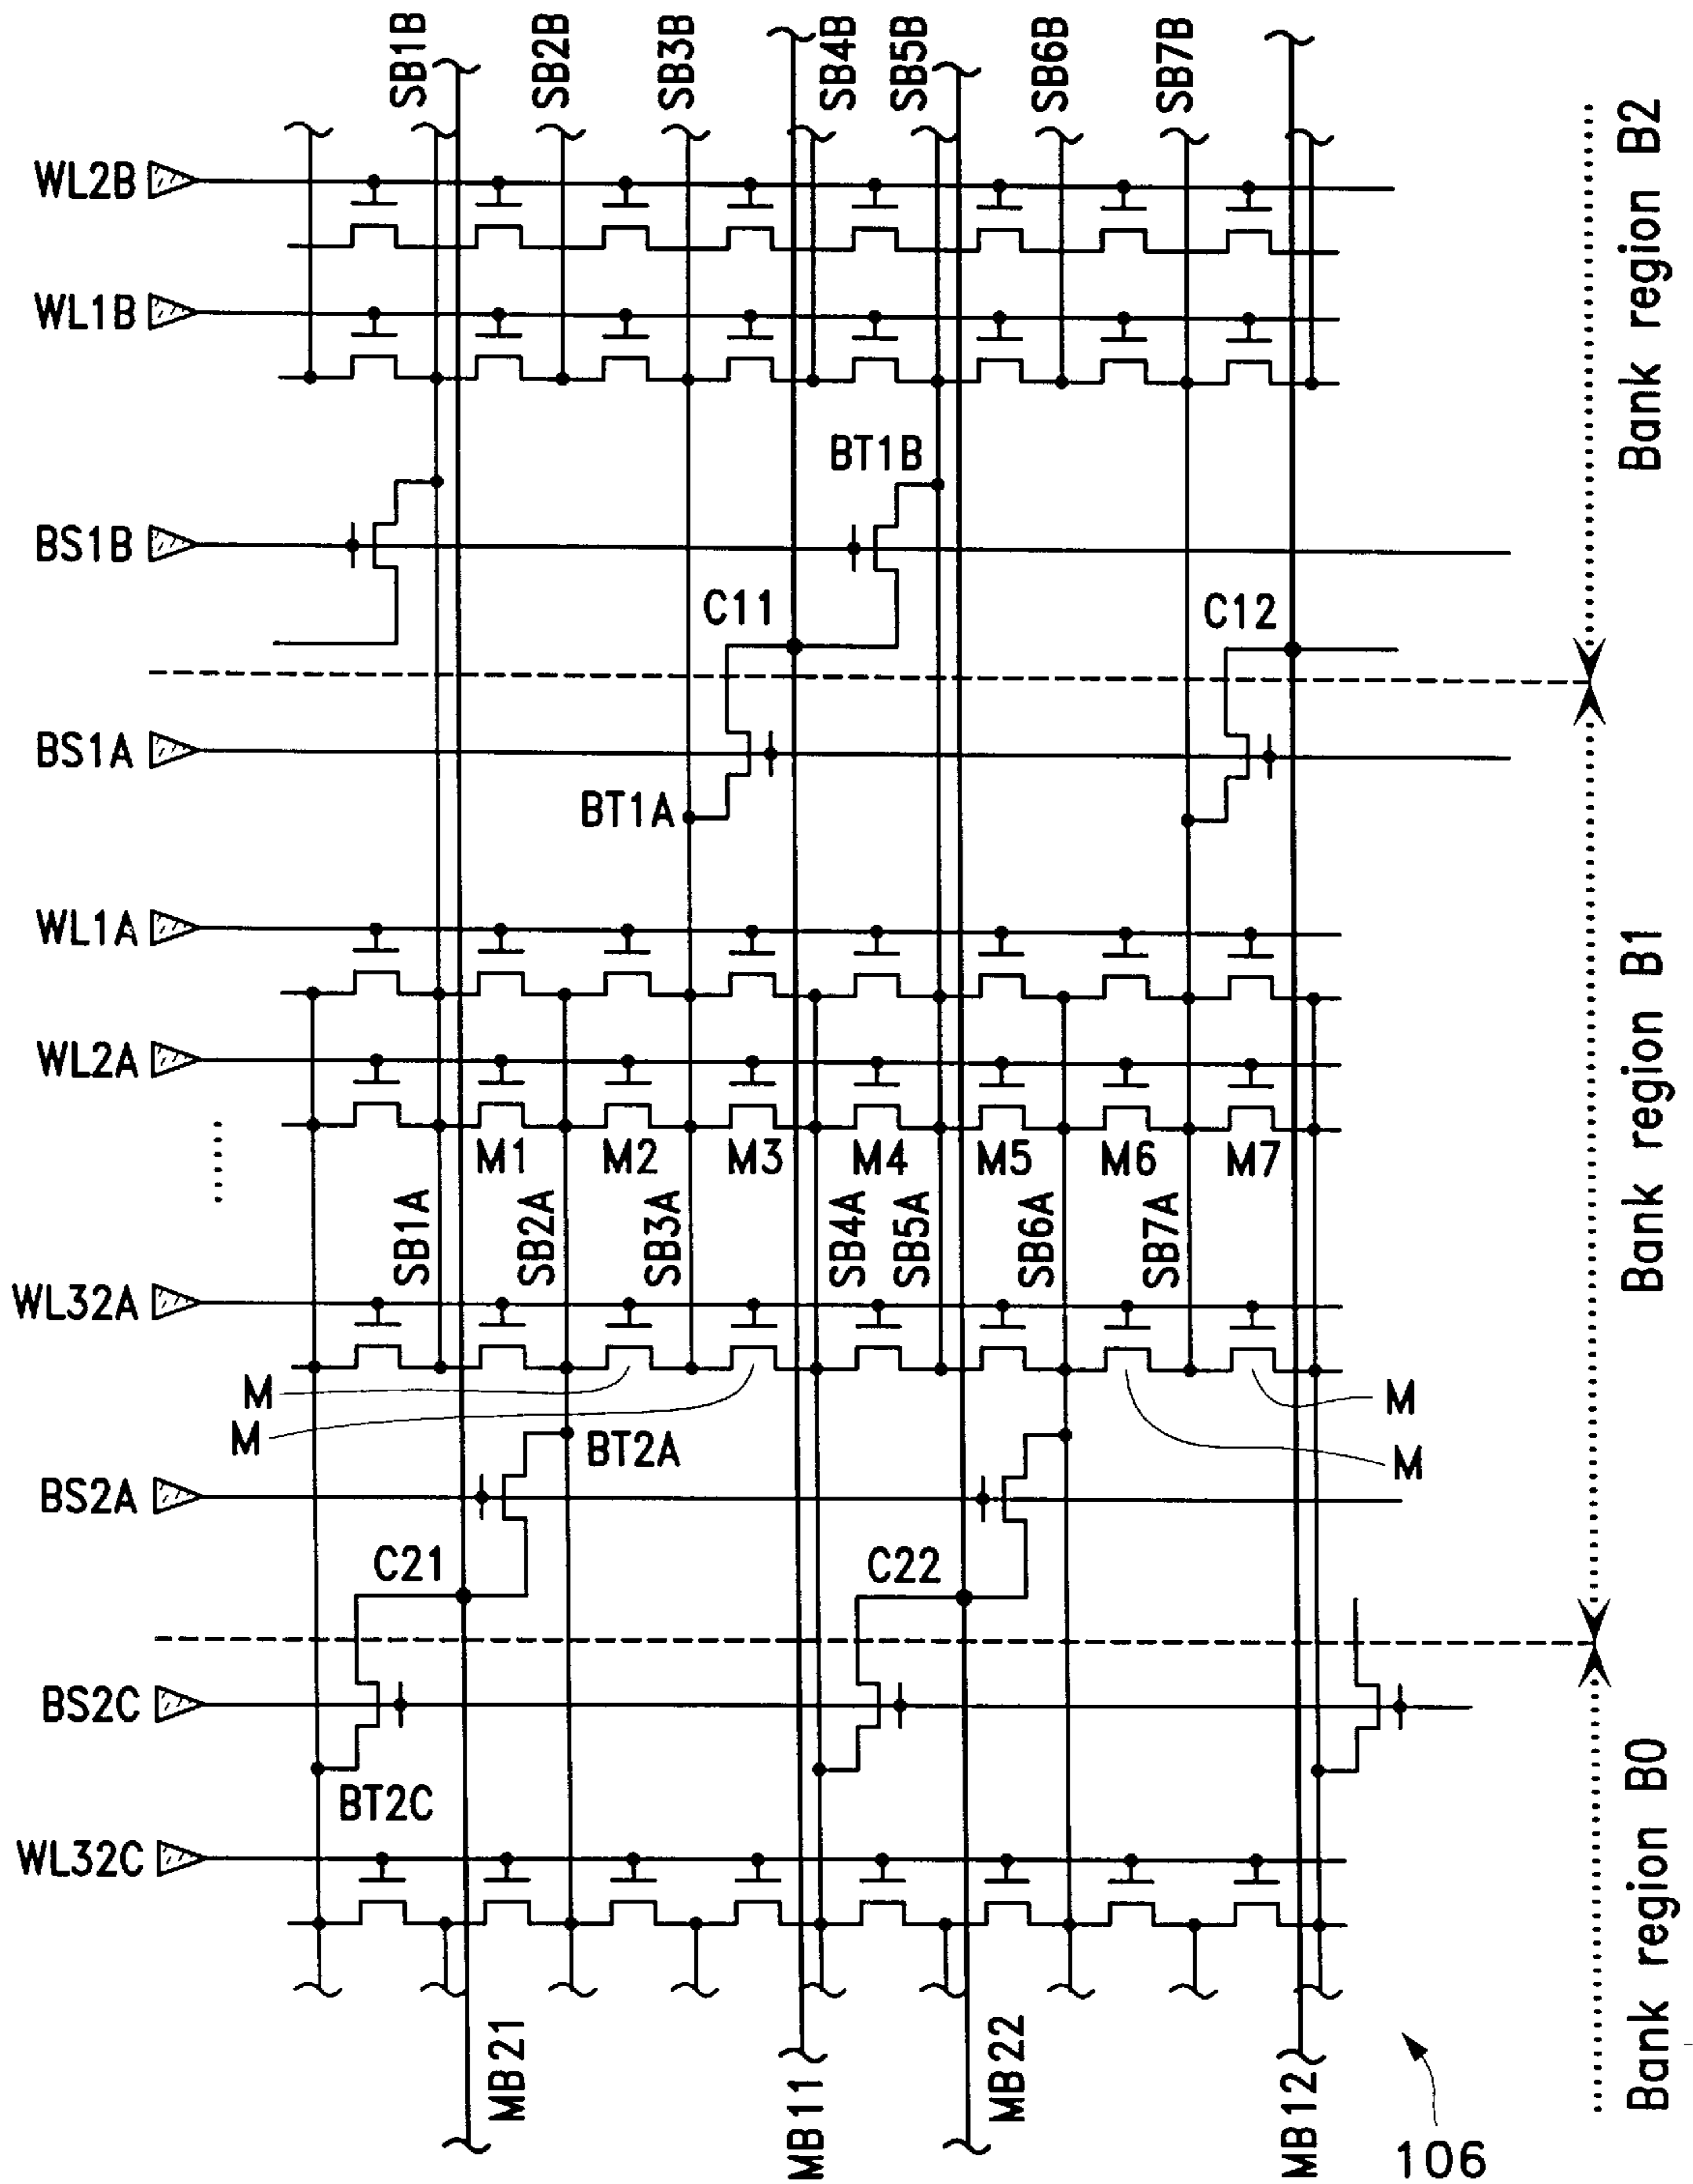 SB1B
SB2B
SB3B
SB4B
SB5B
SB6B
SB7B
WL2B
WL1B
BT1B
BS1B
C11
C12
BS1A
BT1A
WL1A
WL2A
M1
M2
M3
M4
M5
M6
M7
SB1A
SB2A
SB3A
SB4A
SB5A
SB6A
SB7A
WL32A
M
M
M
M
BT2A
BS2A
C21
C22
BS2C
BT2C
WL32C
MB21
MB11
MB22
MB12
106
Bank region B2
Bank region B1
Bank region B0